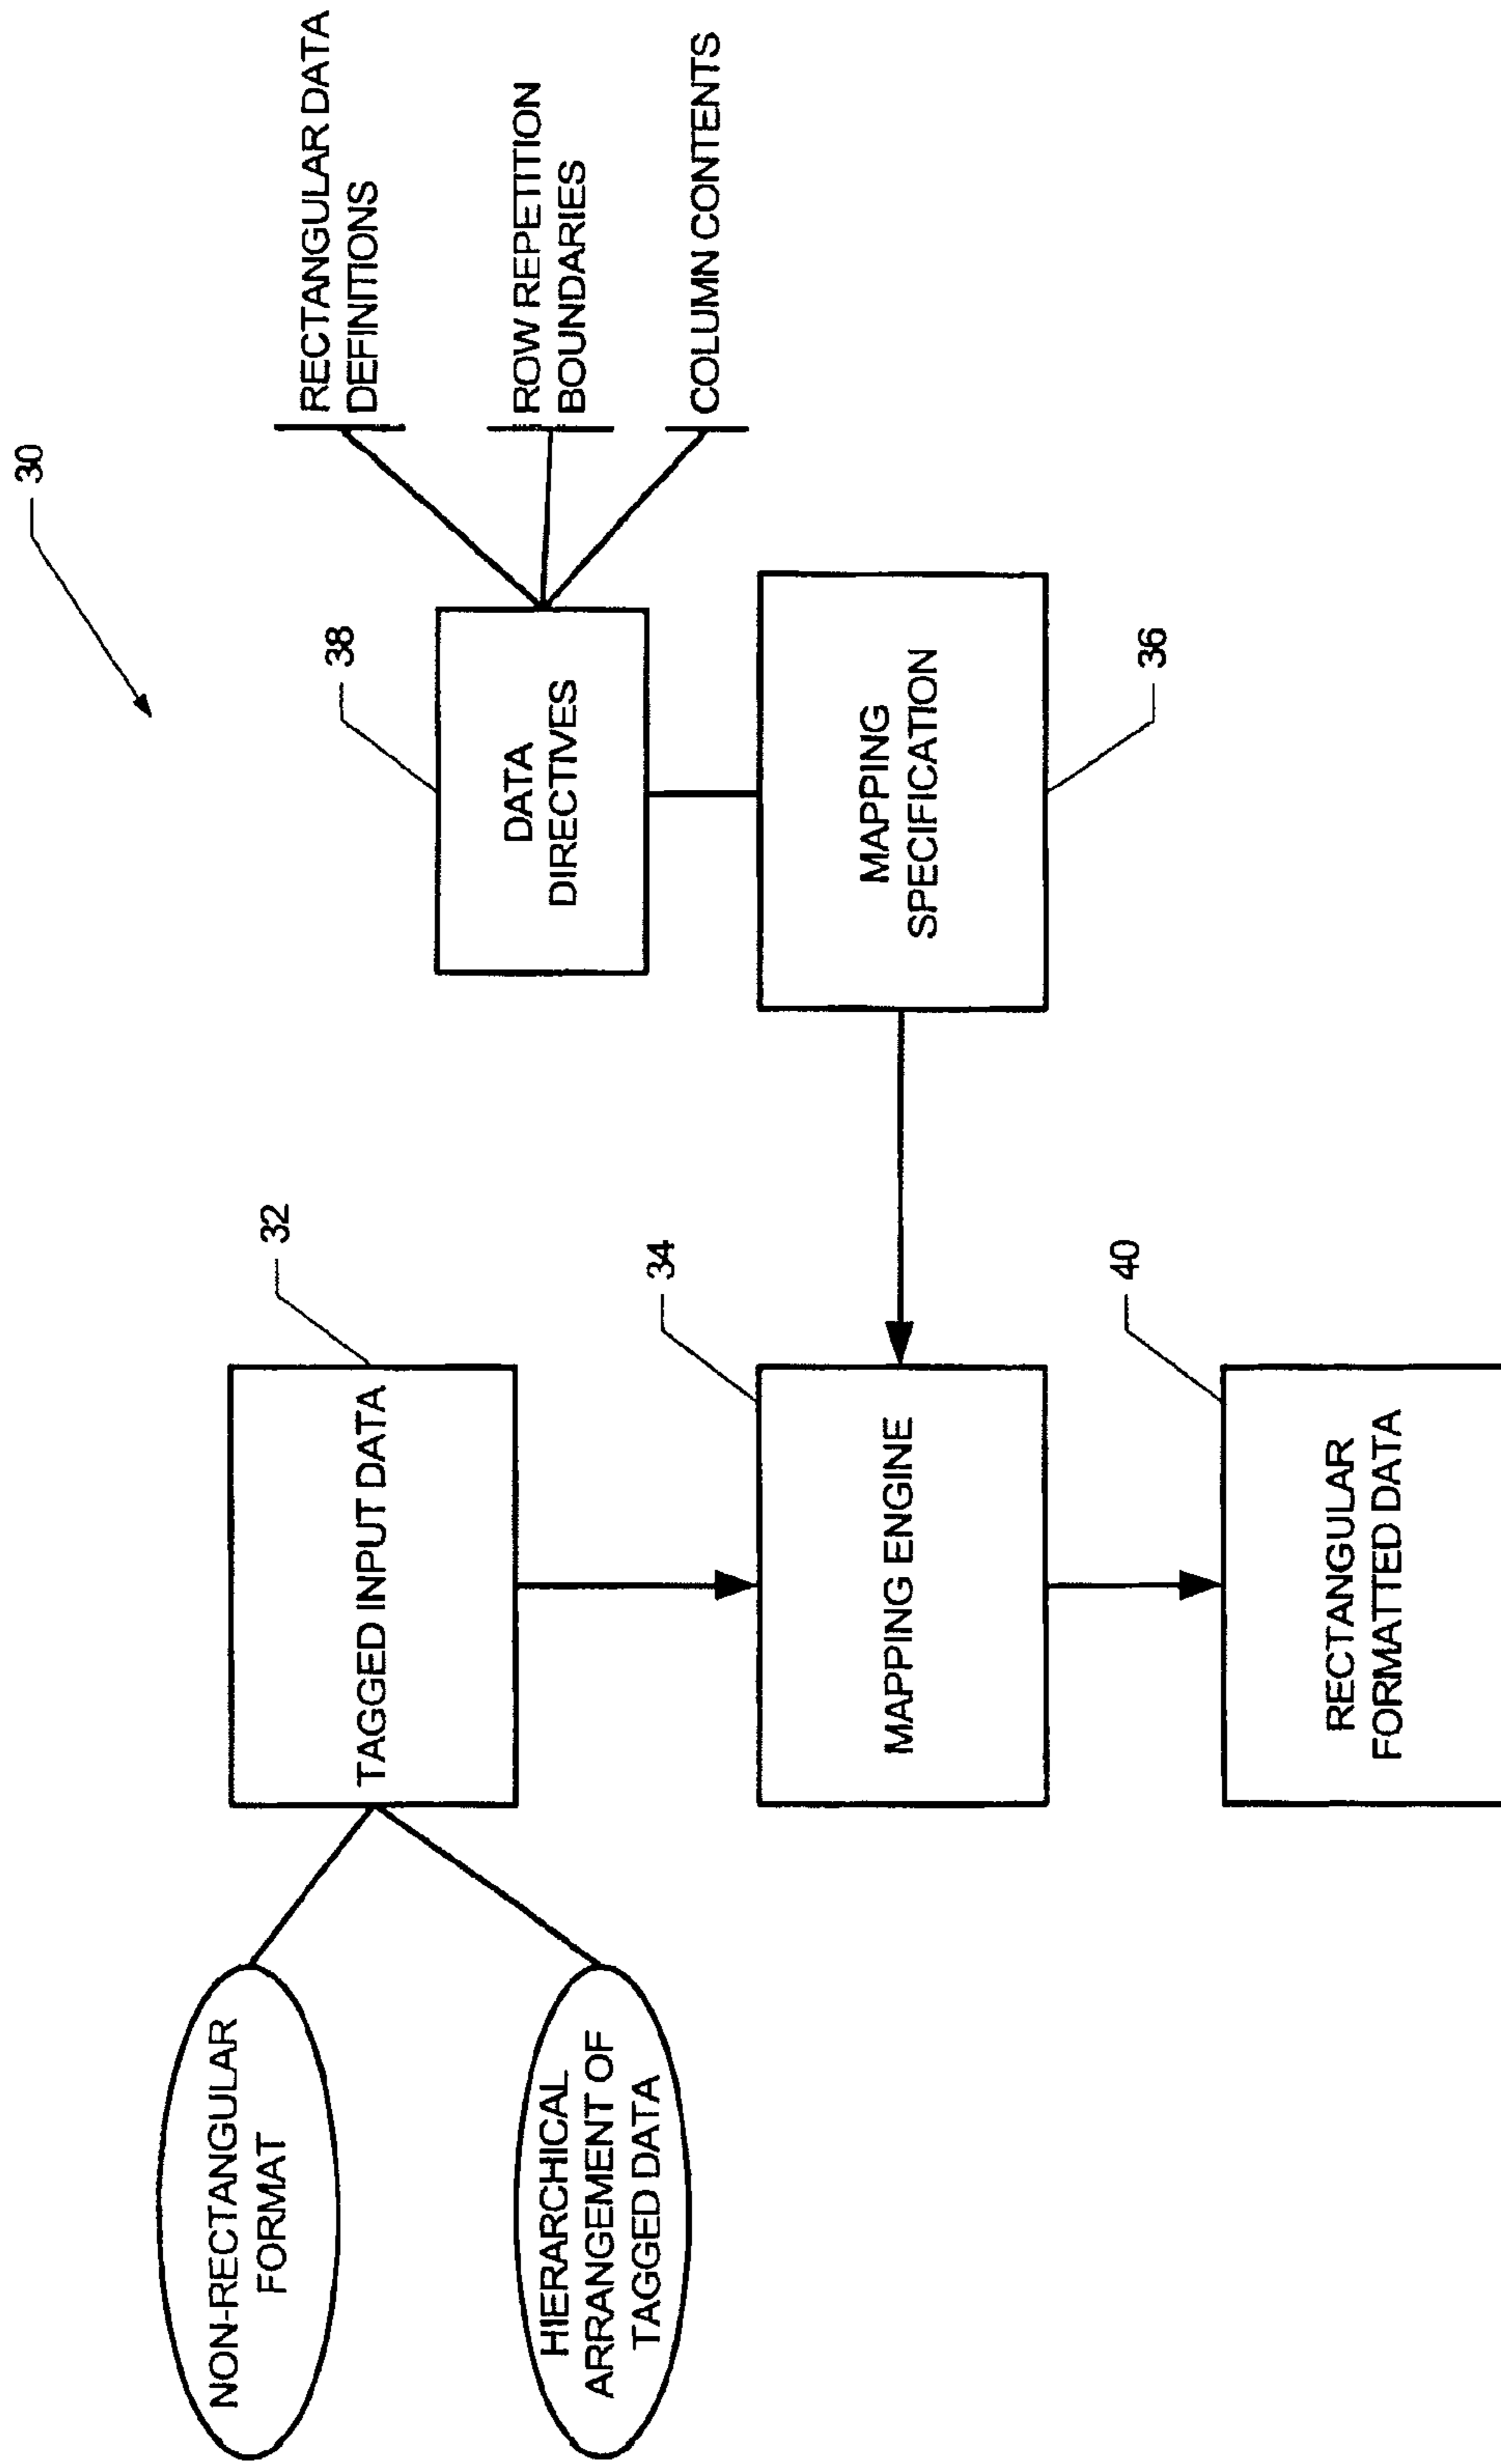 30
NON-RECTANGULAR
FORMAT
HIERARCHICAL
ARRANGEMENT OF
TAGGED DATA
TAGGED INPUT DATA
32
MAPPING ENGINE
34
RECTANGULAR
FORMATTED DATA
40
DATA
DIRECTIVES
38
MAPPING
SPECIFICATION
36
RECTANGULAR DATA
DEFINITIONS
ROW REPETITION
BOUNDARIES
COLUMN CONTENTS